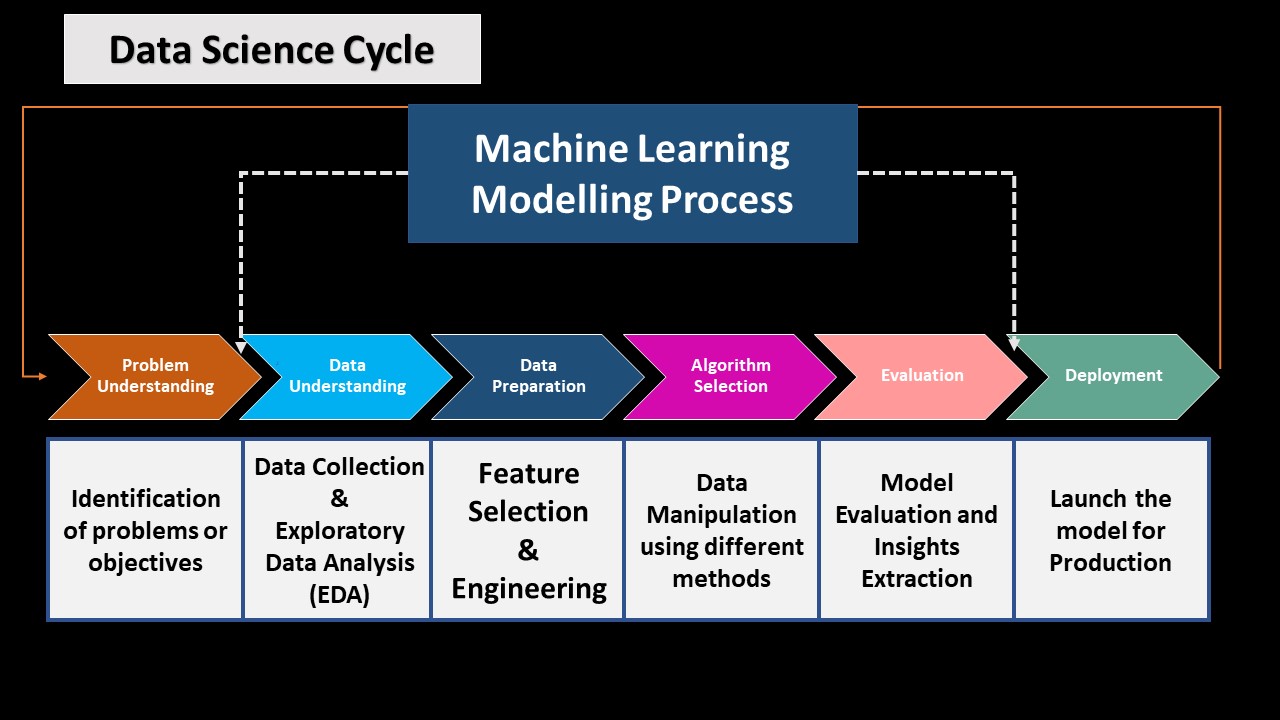 Data Science Cycle
Machine Learning
Modelling Process
Problem
Understanding
Data
Understanding
Data
Preparation
Algorithm
Selection
Evaluation
Deployment
Identification
of problems or
objectives
Data Collection
&
Exploratory
Data Analysis
(EDA)
Feature
Selection
&
Engineering
Data
Manipulation
using different
methods
Model
Evaluation and
Insights
Extraction
Launch the
model for
Production